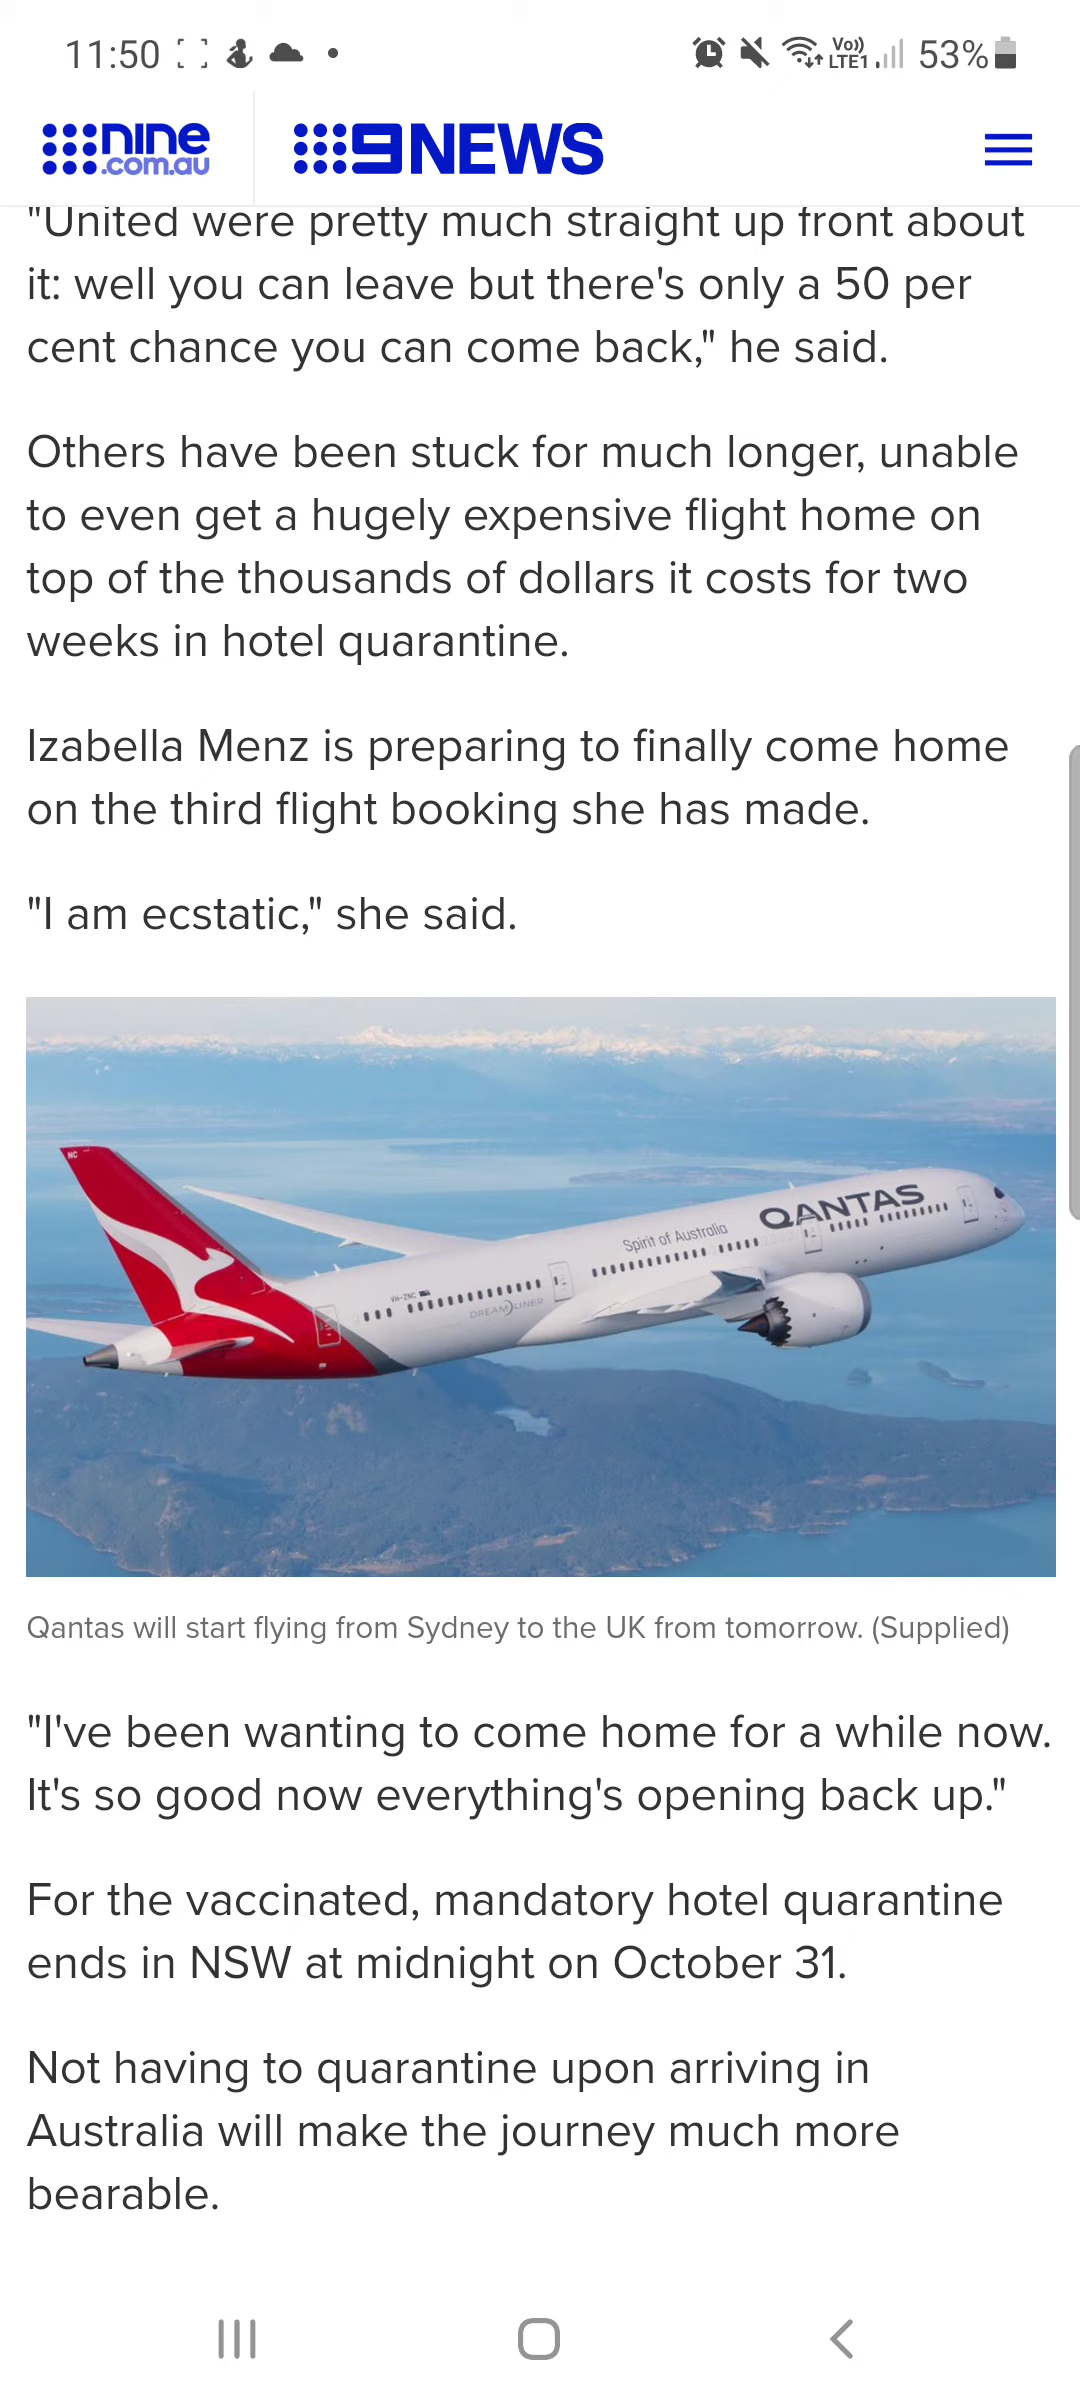 11:50
Vo)) LTE1 53%
nine .com.au
9NEWS
"United were pretty much straight up front about
it: well you can leave but there's only a 50 per
cent chance you can come back," he said.
Others have been stuck for much longer, unable
to even get a hugely expensive flight home on
top of the thousands of dollars it costs for two
weeks in hotel quarantine.
Izabella Menz is preparing to finally come home
on the third flight booking she has made.
"I am ecstatic," she said.
NC
QANTAS
Spirit of Australia
VH-ZNC
DREAMLINER
Qantas will start flying from Sydney to the UK from tomorrow. (Supplied)
"I've been wanting to come home for a while now.
It's so good now everything's opening back up."
For the vaccinated, mandatory hotel quarantine
ends in NSW at midnight on October 31.
Not having to quarantine upon arriving in
Australia will make the journey much more
bearable.